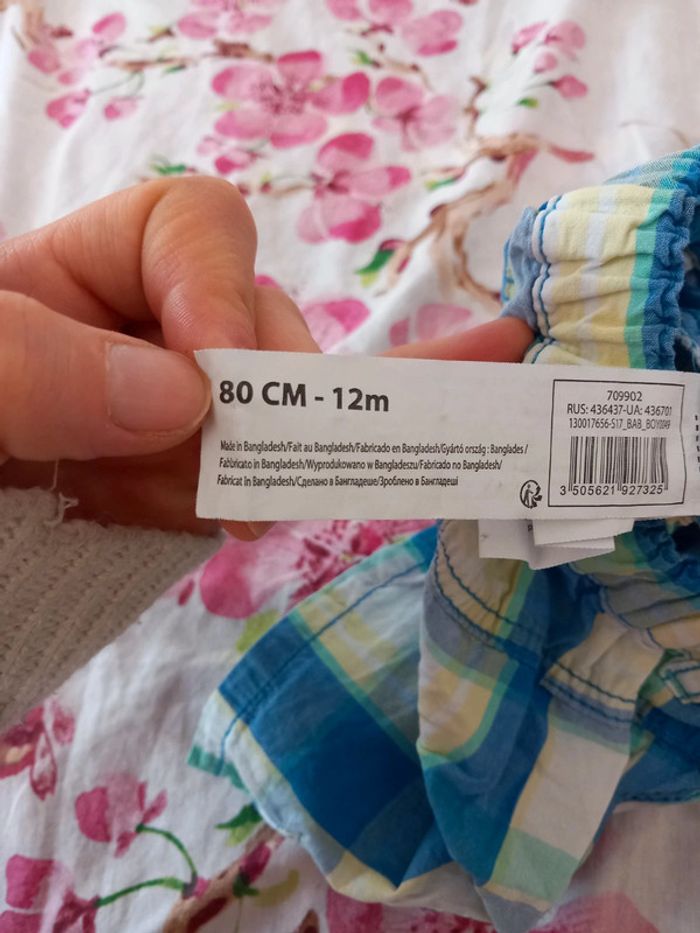 80 CM - 12m
Made in Bangladesh/Fait au Bangladesh/Fabricado en Bangladesh/Gyártó ország : Banglades /
Fabbricato in Bangladesh/Wyprodukowano w Bangladeszu/Fabricado no Bangladesh/
Fabricat în Bangladesh/Сделано в Бангладеше/Зроблено в Бангладеші
709902
RUS: 436437-UA: 436701
130017656-S17_BAB_BOY0049
3 505621 927325